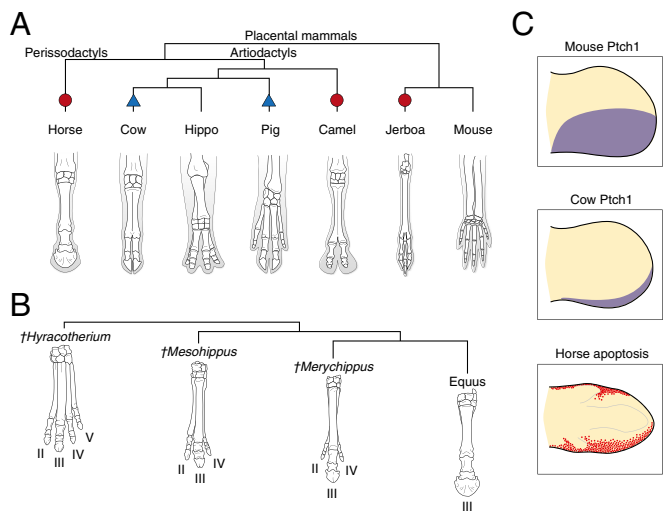 A
Placental mammals
Perissodactyls
Artiodactyls
Horse
Cow
Hippo
Pig
Camel
Jerboa
Mouse
B
†Hyracotherium
†Mesohippus
†Merychippus
Equus
II
III
IV
V
II
III
IV
II
III
IV
III
C
Mouse Ptch1
Cow Ptch1
Horse apoptosis